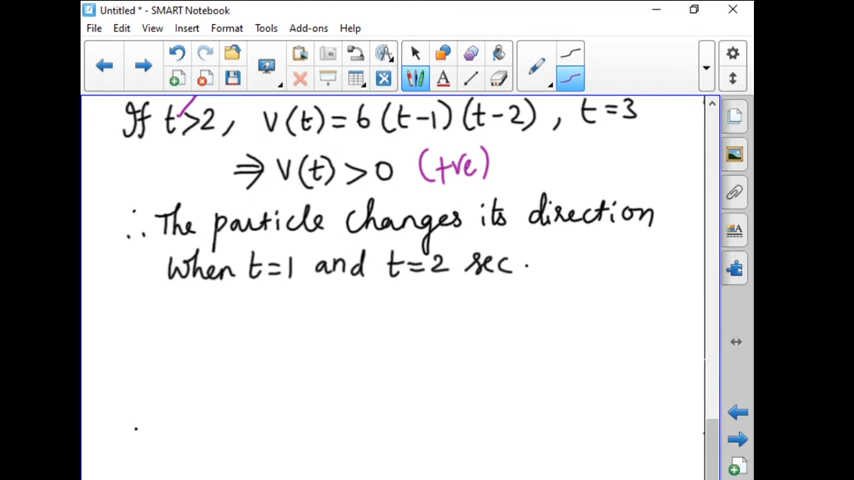 Untitled * - SMART Notebook
File Edit View Insert Format Tools Add-ons Help
If t>2, V(t)=6(t-1)(t-2), t=3
⇒ V(t)>0 (+ve)
∴ The particle changes its direction
when t=1 and t=2 sec.